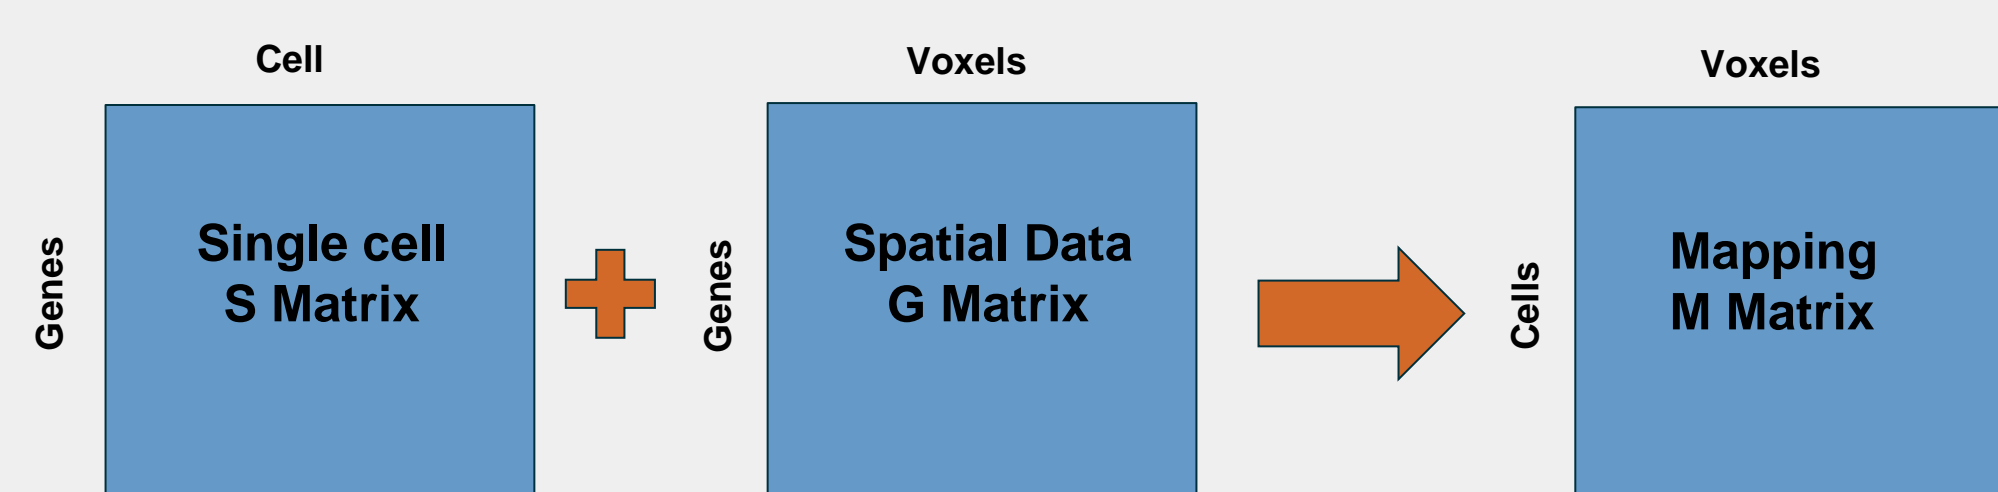 Cell
Voxels
Voxels
Genes
Single cell
S Matrix
Genes
Spatial Data
G Matrix
Cells
Mapping
M Matrix